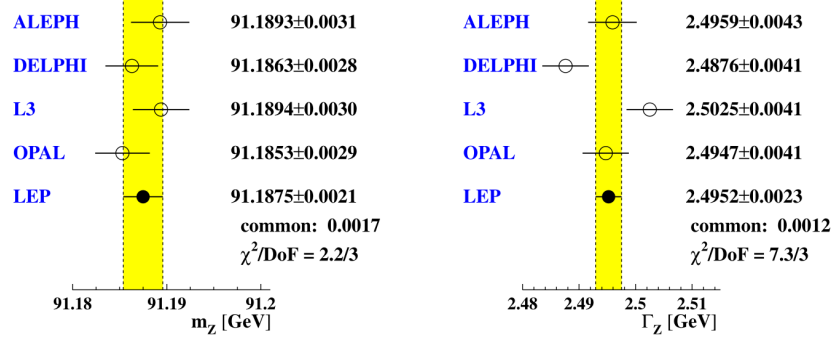 ALEPH 91.1893±0.0031
DELPHI 91.1863±0.0028
L3 91.1894±0.0030
OPAL 91.1853±0.0029
LEP 91.1875±0.0021
common: 0.0017
χ²/DoF = 2.2/3
91.18 91.19 91.2
mZ [GeV]
ALEPH 2.4959±0.0043
DELPHI 2.4876±0.0041
L3 2.5025±0.0041
OPAL 2.4947±0.0041
LEP 2.4952±0.0023
common: 0.0012
χ²/DoF = 7.3/3
2.48 2.49 2.5 2.51
ΓZ [GeV]